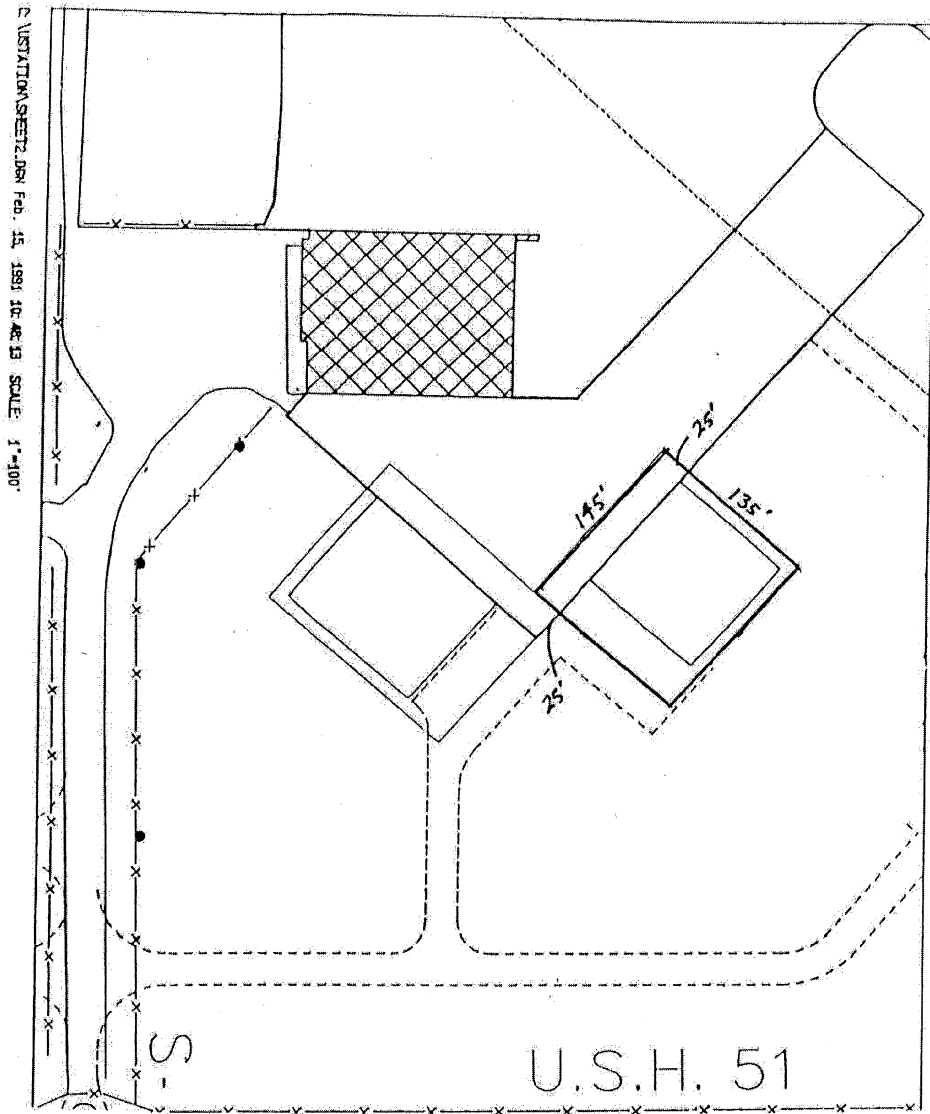 C:\USTATION\SHEET2.DGN Feb. 15, 1991 10:48:13 SCALE: 1"=100'
25'
145'
135'
25'
S-
U.S.H. 51